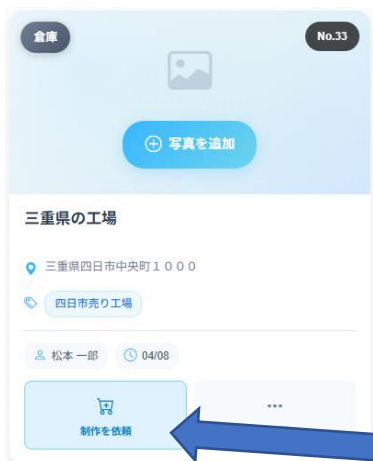 倉庫
No.33
写真を追加
三重県の工場
三重県四日市中央町1000
四日市売り工場
松本 一郎
04/08
制作を依頼